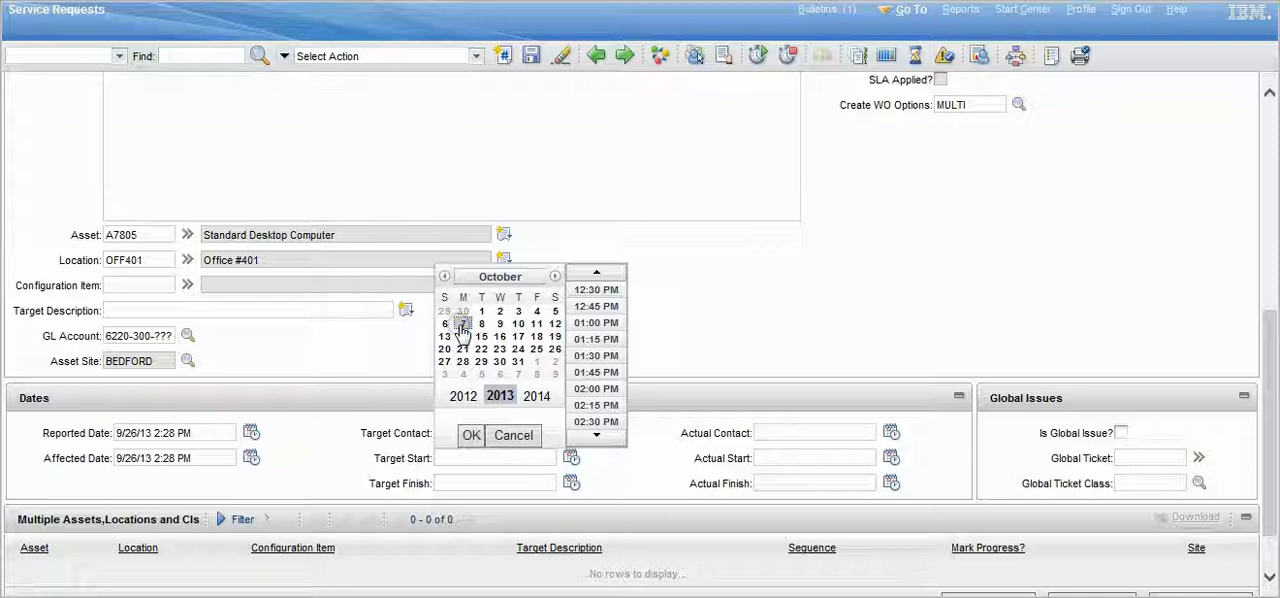 Service Requests
Bulletins: (1) Go To Reports Start Center Profile Sign Out Help IBM.
Find: Select Action
SLA Applied?
Create WO Options: MULTI
Asset: A7805 Standard Desktop Computer
Location: OFF401 Office #401
Configuration Item:
Target Description:
GL Account: 6220-300-???
Asset Site: BEDFORD
October
S M T W T F S
29 30 1 2 3 4 5
6 7 8 9 10 11 12
13 15 16 17 18 19
20 21 22 23 24 25 26
27 28 29 30 31 1 2
3 4 5 6 7 8 9
2012 2013 2014
OK Cancel
12:30 PM
12:45 PM
01:00 PM
01:15 PM
01:30 PM
01:45 PM
02:00 PM
02:15 PM
02:30 PM
Dates
Reported Date: 9/26/13 2:28 PM
Affected Date: 9/26/13 2:28 PM
Target Contact:
Target Start:
Target Finish:
Actual Contact:
Actual Start:
Actual Finish:
Global Issues
Is Global Issue?
Global Ticket:
Global Ticket Class:
Multiple Assets,Locations and CIs Filter 0 - 0 of 0 Download
Asset Location Configuration Item Target Description Sequence Mark Progress? Site
...No rows to display...